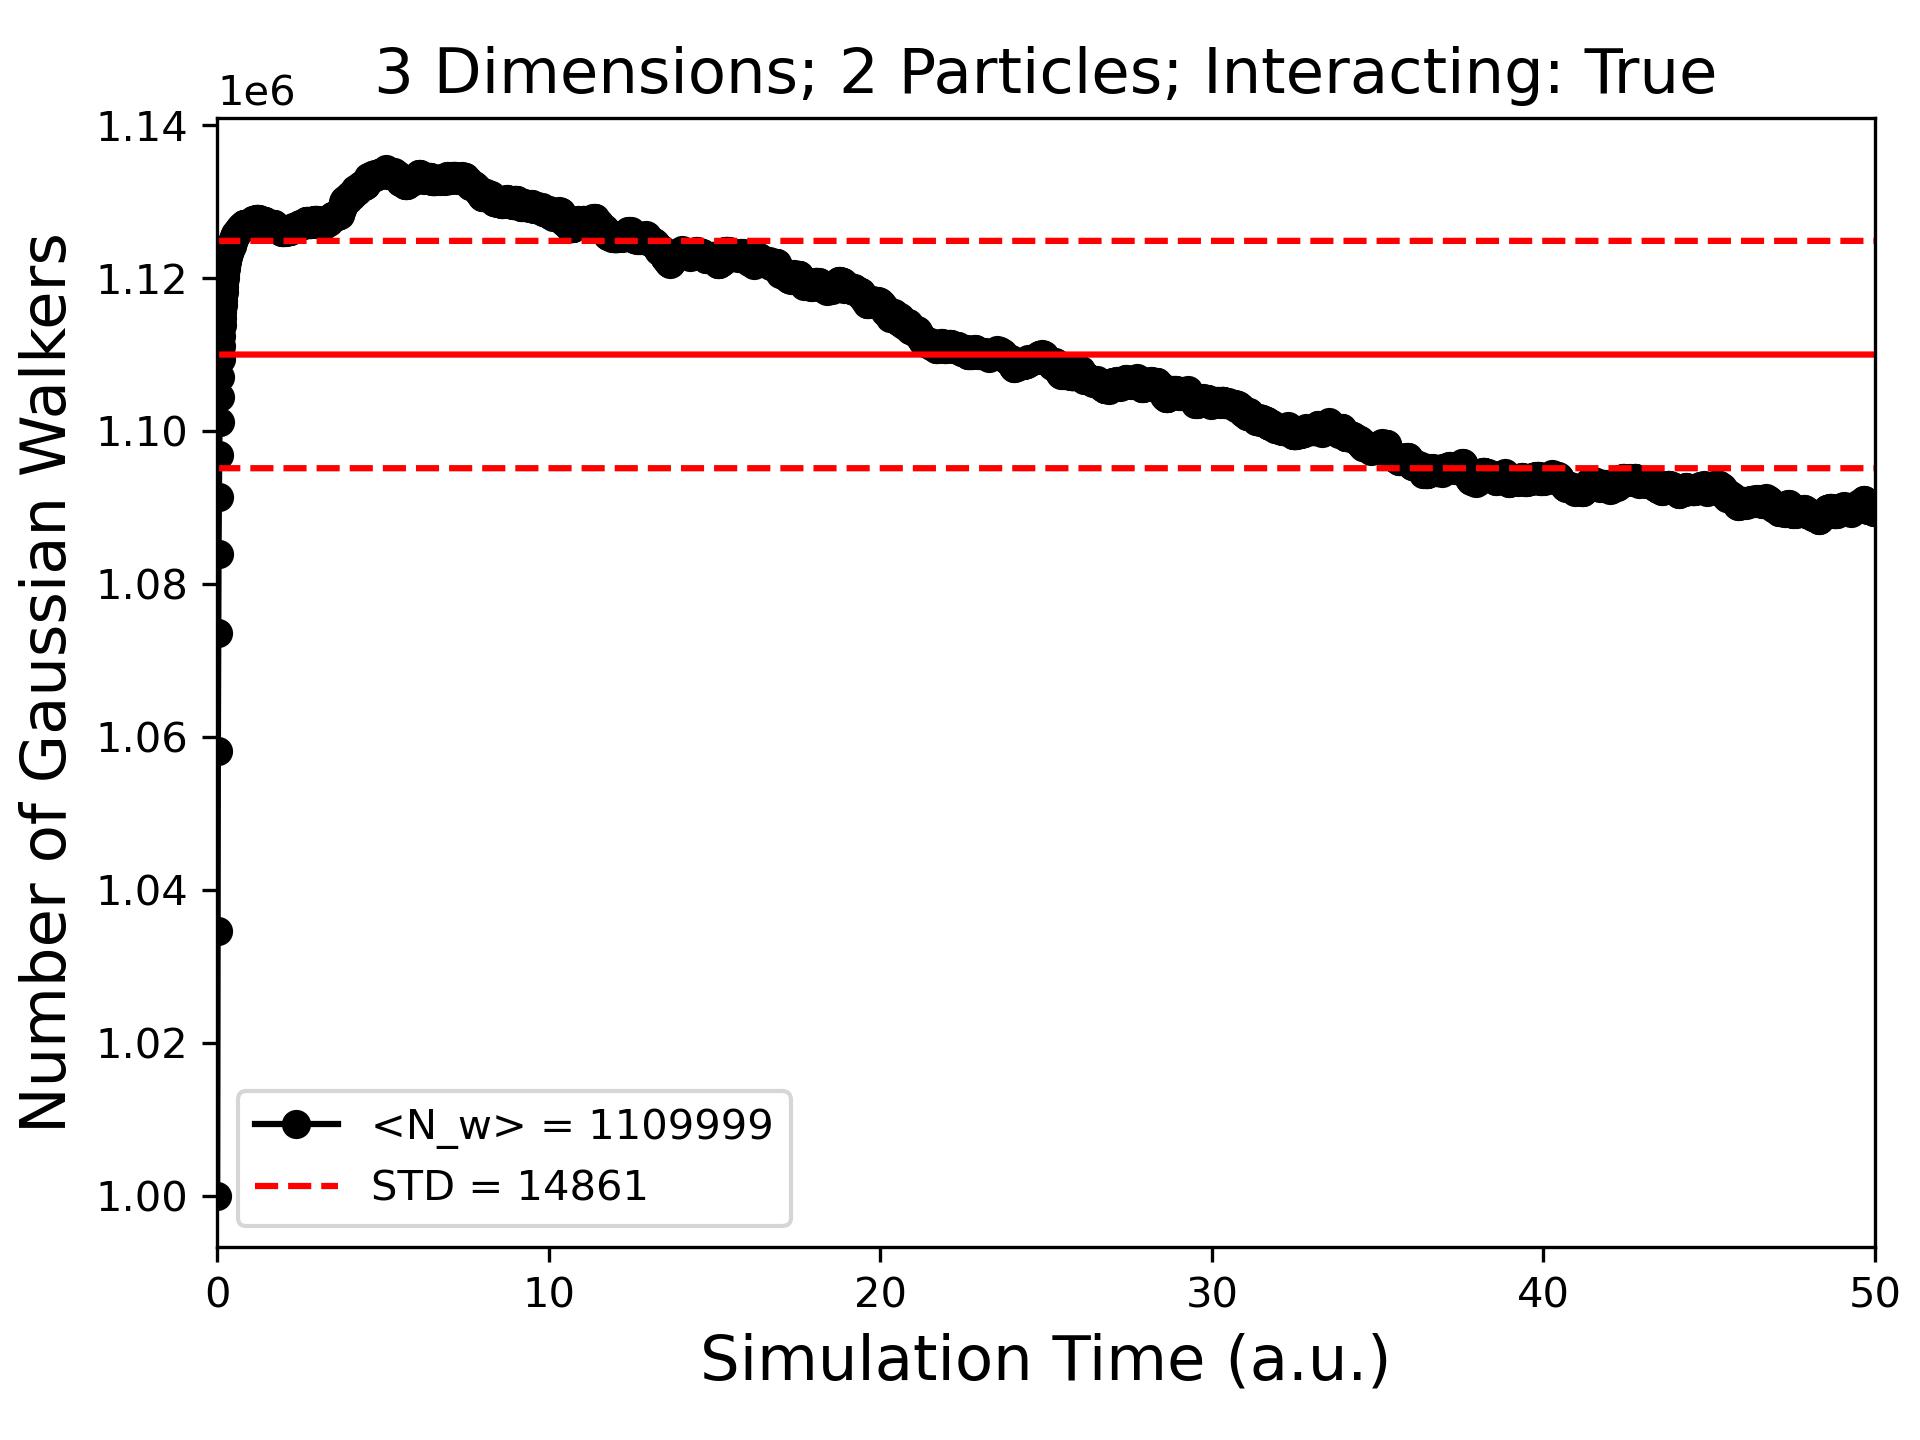 3 Dimensions; 2 Particles; Interacting: True
1e6
1.14
1.12
1.10
1.08
1.06
1.04
1.02
1.00
Number of Gaussian Walkers
<N_w> = 1109999
STD = 14861
0 10 20 30 40 50
Simulation Time (a.u.)